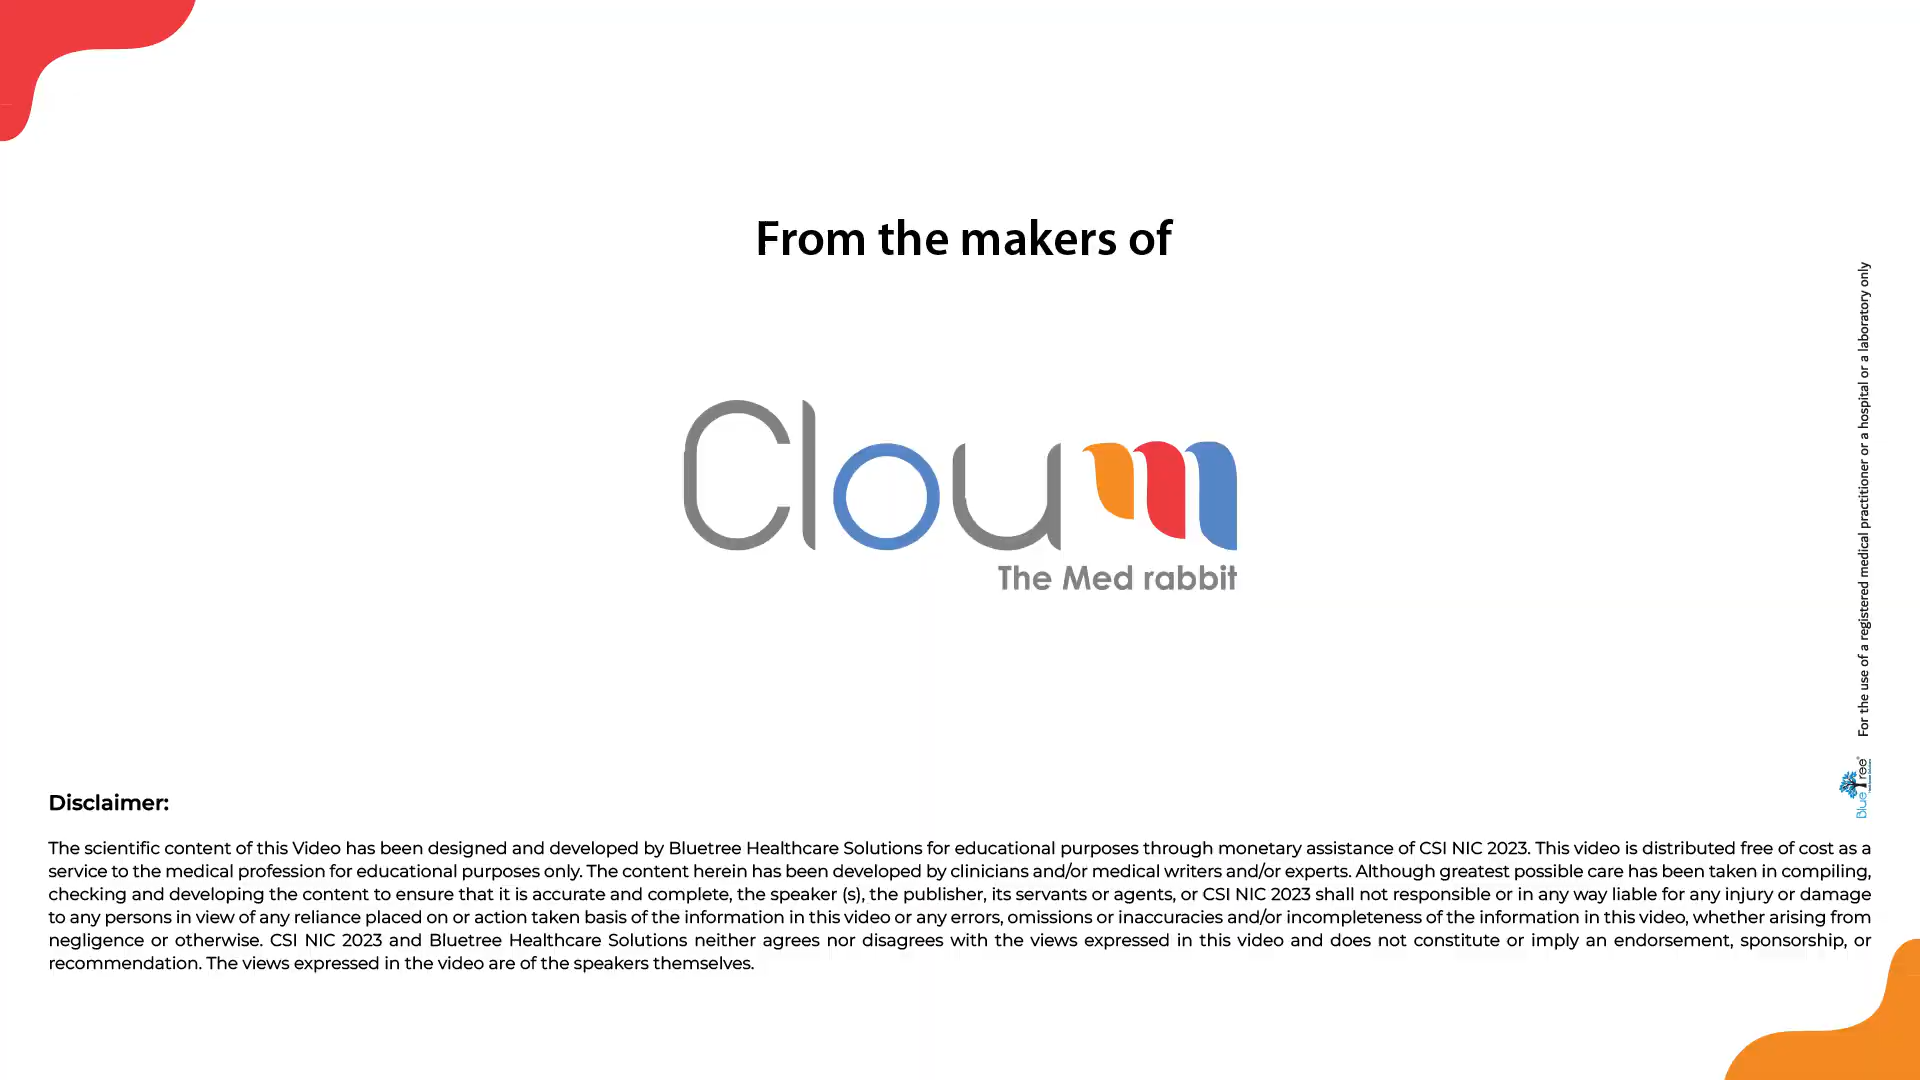 From the makers of
Cloum
The Med rabbit
For the use of a registered medical practitioner or a hospital or a laboratory only
BlueTree
Disclaimer:
The scientific content of this Video has been designed and developed by Bluetree Healthcare Solutions for educational purposes through monetary assistance of CSI NIC 2023. This video is distributed free of cost as a
service to the medical profession for educational purposes only. The content herein has been developed by clinicians and/or medical writers and/or experts. Although greatest possible care has been taken in compiling,
checking and developing the content to ensure that it is accurate and complete, the speaker (s), the publisher, its servants or agents, or CSI NIC 2023 shall not responsible or in any way liable for any injury or damage
to any persons in view of any reliance placed on or action taken basis of the information in this video or any errors, omissions or inaccuracies and/or incompleteness of the information in this video, whether arising from
negligence or otherwise. CSI NIC 2023 and Bluetree Healthcare Solutions neither agrees nor disagrees with the views expressed in this video and does not constitute or imply an endorsement, sponsorship, or
recommendation. The views expressed in the video are of the speakers themselves.